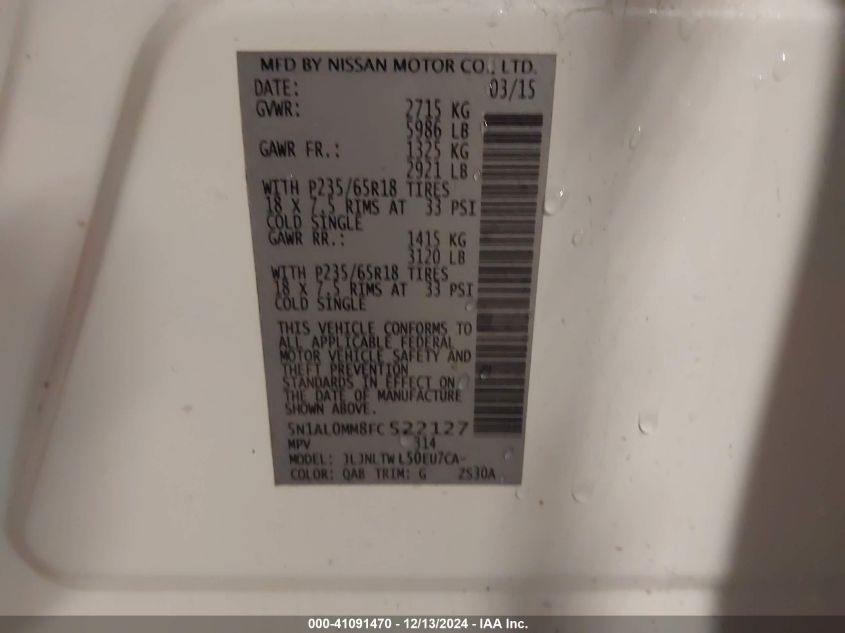 MFD BY NISSAN MOTOR CO., LTD.
DATE: 03/15
GVWR: 2715 KG
5986 LB
GAWR FR.: 1325 KG
2921 LB
WITH P235/65R18 TIRES
18 X 7.5 RIMS AT 33 PSI
COLD SINGLE
GAWR RR.: 1415 KG
3120 LB
WITH P235/65R18 TIRES
18 X 7.5 RIMS AT 33 PSI
COLD SINGLE
THIS VEHICLE CONFORMS TO
ALL APPLICABLE FEDERAL
MOTOR VEHICLE SAFETY AND
THEFT PREVENTION
STANDARDS IN EFFECT ON
THE DATE OF MANUFACTURE
SHOWN ABOVE.
5N1AL0MM8FC522127
MPV 314
MODEL: JLJNLTWL50EU7CA-
COLOR: QAB TRIM: G 2S30A
000-41091470 - 12/13/2024 - IAA Inc.